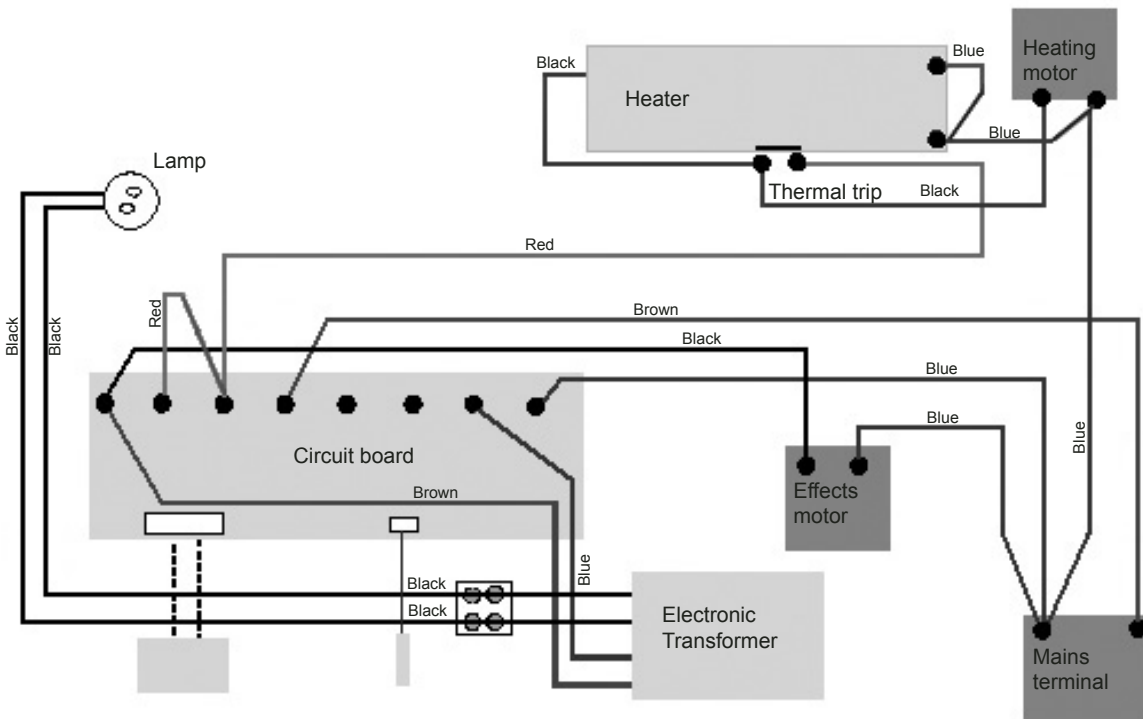 Blue
Heating
motor
Black
Heater
Blue
Lamp
Thermal trip
Black
Red
Red
Brown
Black
Black
Black
Blue
Blue
Blue
Circuit board
Effects
motor
Brown
Blue
Black
Black
Electronic
Transformer
Mains
terminal